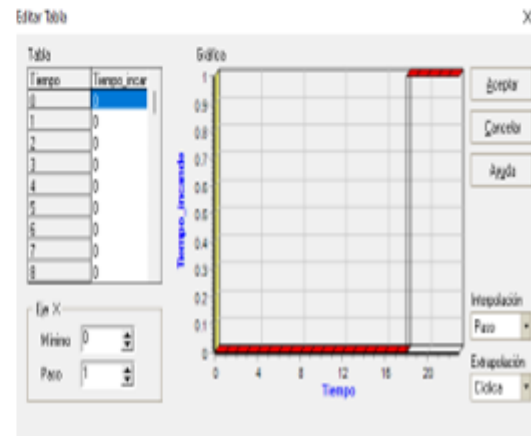 Editar Tabla
Tabla
Tiempo Tiempo_incan
0 0
1 0
2 0
3 0
4 0
5 0
6 0
7 0
8 0
Eje X
Mínimo 0
Paso 1
Gráfica
Tiempo_incando
1
0.9
0.8
0.7
0.6
0.5
0.4
0.3
0.2
0.1
0
0 4 8 12 16 20
Tiempo
Aceptar
Cancelar
Ayuda
Interpolación
Paso
Extrapolación
Cíclica